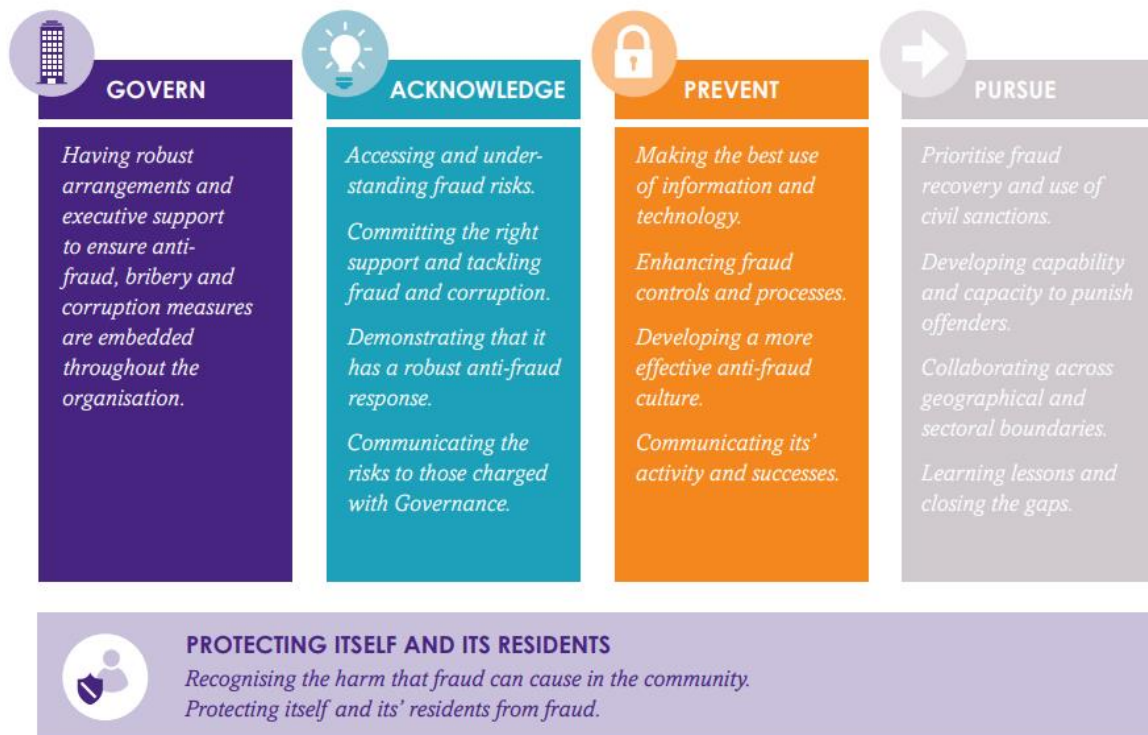 GOVERN
Having robust
arrangements and
executive support
to ensure anti-
fraud, bribery and
corruption measures
are embedded
throughout the
organisation.
ACKNOWLEDGE
Accessing and under-
standing fraud risks.
Committing the right
support and tackling
fraud and corruption.
Demonstrating that it
has a robust anti-fraud
response.
Communicating the
risks to those charged
with Governance.
PREVENT
Making the best use
of information and
technology.
Enhancing fraud
controls and processes.
Developing a more
effective anti-fraud
culture.
Communicating its’
activity and successes.
PURSUE
Prioritise fraud
recovery and use of
civil sanctions.
Developing capability
and capacity to punish
offenders.
Collaborating across
geographical and
sectoral boundaries.
Learning lessons and
closing the gaps.
PROTECTING ITSELF AND ITS RESIDENTS
Recognising the harm that fraud can cause in the community.
Protecting itself and its’ residents from fraud.